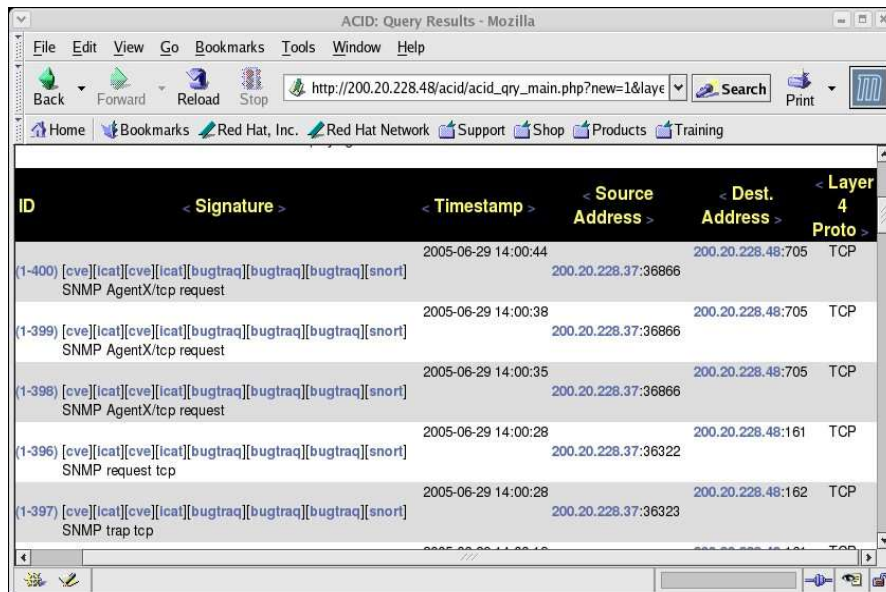 ACID: Query Results - Mozilla
File Edit View Go Bookmarks Tools Window Help
Back Forward Reload Stop http://200.20.228.48/acid/acid_qry_main.php?new=1&laye Search Print
Home Bookmarks Red Hat, Inc. Red Hat Network Support Shop Products Training
ID < Signature > < Timestamp > < Source Address > < Dest. Address > < Layer 4 Proto >
2005-06-29 14:00:44 200.20.228.48:705 TCP
(1-400) [cve][icat][cve][icat][bugtraq][bugtraq][bugtraq][snort] 200.20.228.37:36866
SNMP AgentX/tcp request
2005-06-29 14:00:38 200.20.228.48:705 TCP
(1-399) [cve][icat][cve][icat][bugtraq][bugtraq][bugtraq][snort] 200.20.228.37:36866
SNMP AgentX/tcp request
2005-06-29 14:00:35 200.20.228.48:705 TCP
(1-398) [cve][icat][cve][icat][bugtraq][bugtraq][bugtraq][snort] 200.20.228.37:36866
SNMP AgentX/tcp request
2005-06-29 14:00:28 200.20.228.48:161 TCP
(1-396) [cve][icat][cve][icat][bugtraq][bugtraq][bugtraq][snort] 200.20.228.37:36322
SNMP request tcp
2005-06-29 14:00:28 200.20.228.48:162 TCP
(1-397) [cve][icat][cve][icat][bugtraq][bugtraq][bugtraq][snort] 200.20.228.37:36323
SNMP trap tcp